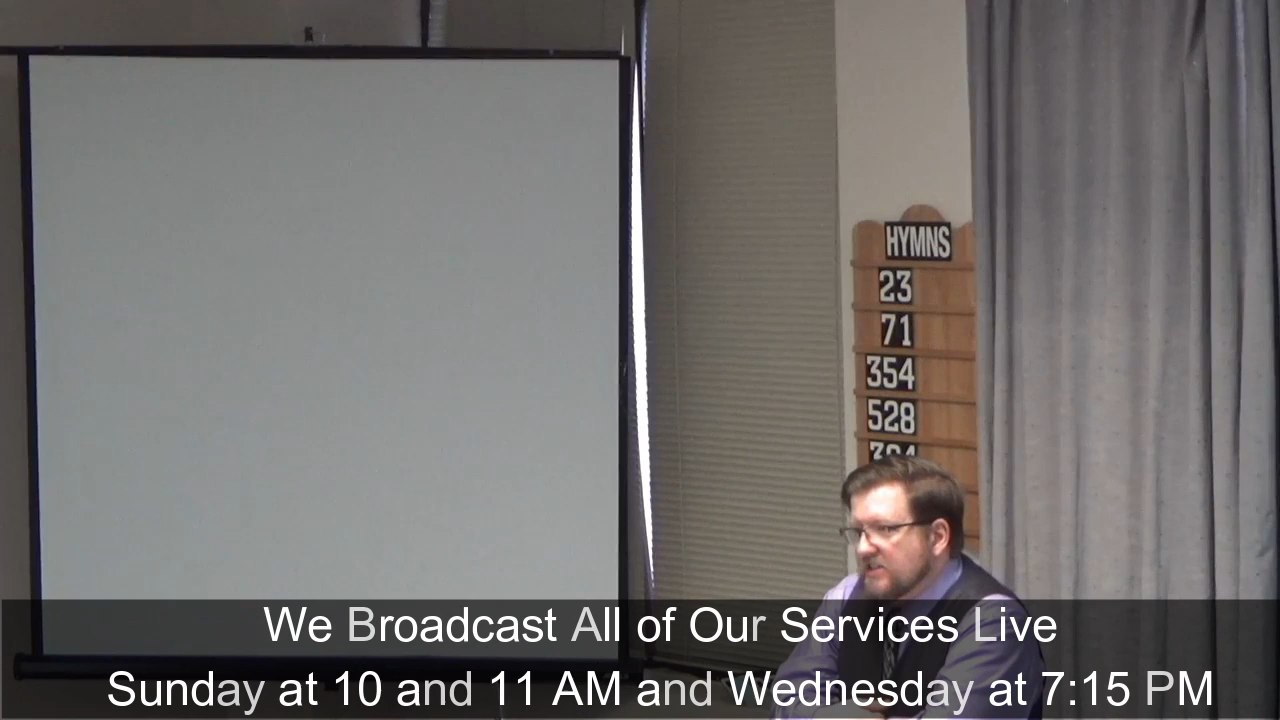 HYMNS
23
71
354
528
We Broadcast All of Our Services Live
Sunday at 10 and 11 AM and Wednesday at 7:15 PM